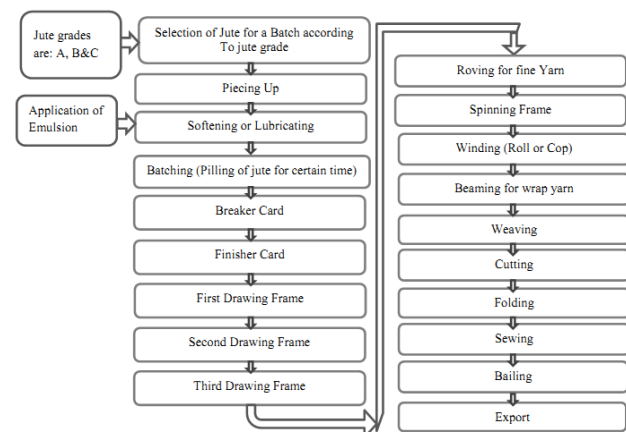 Jute grades
are: A, B&C
Selection of Jute for a Batch according
To jute grade
Piecing Up
Application of
Emulsion
Softening or Lubricating
Batching (Pilling of jute for certain time)
Breaker Card
Finisher Card
First Drawing Frame
Second Drawing Frame
Third Drawing Frame
Roving for fine Yarn
Spinning Frame
Winding (Roll or Cop)
Beaming for wrap yarn
Weaving
Cutting
Folding
Sewing
Bailing
Export